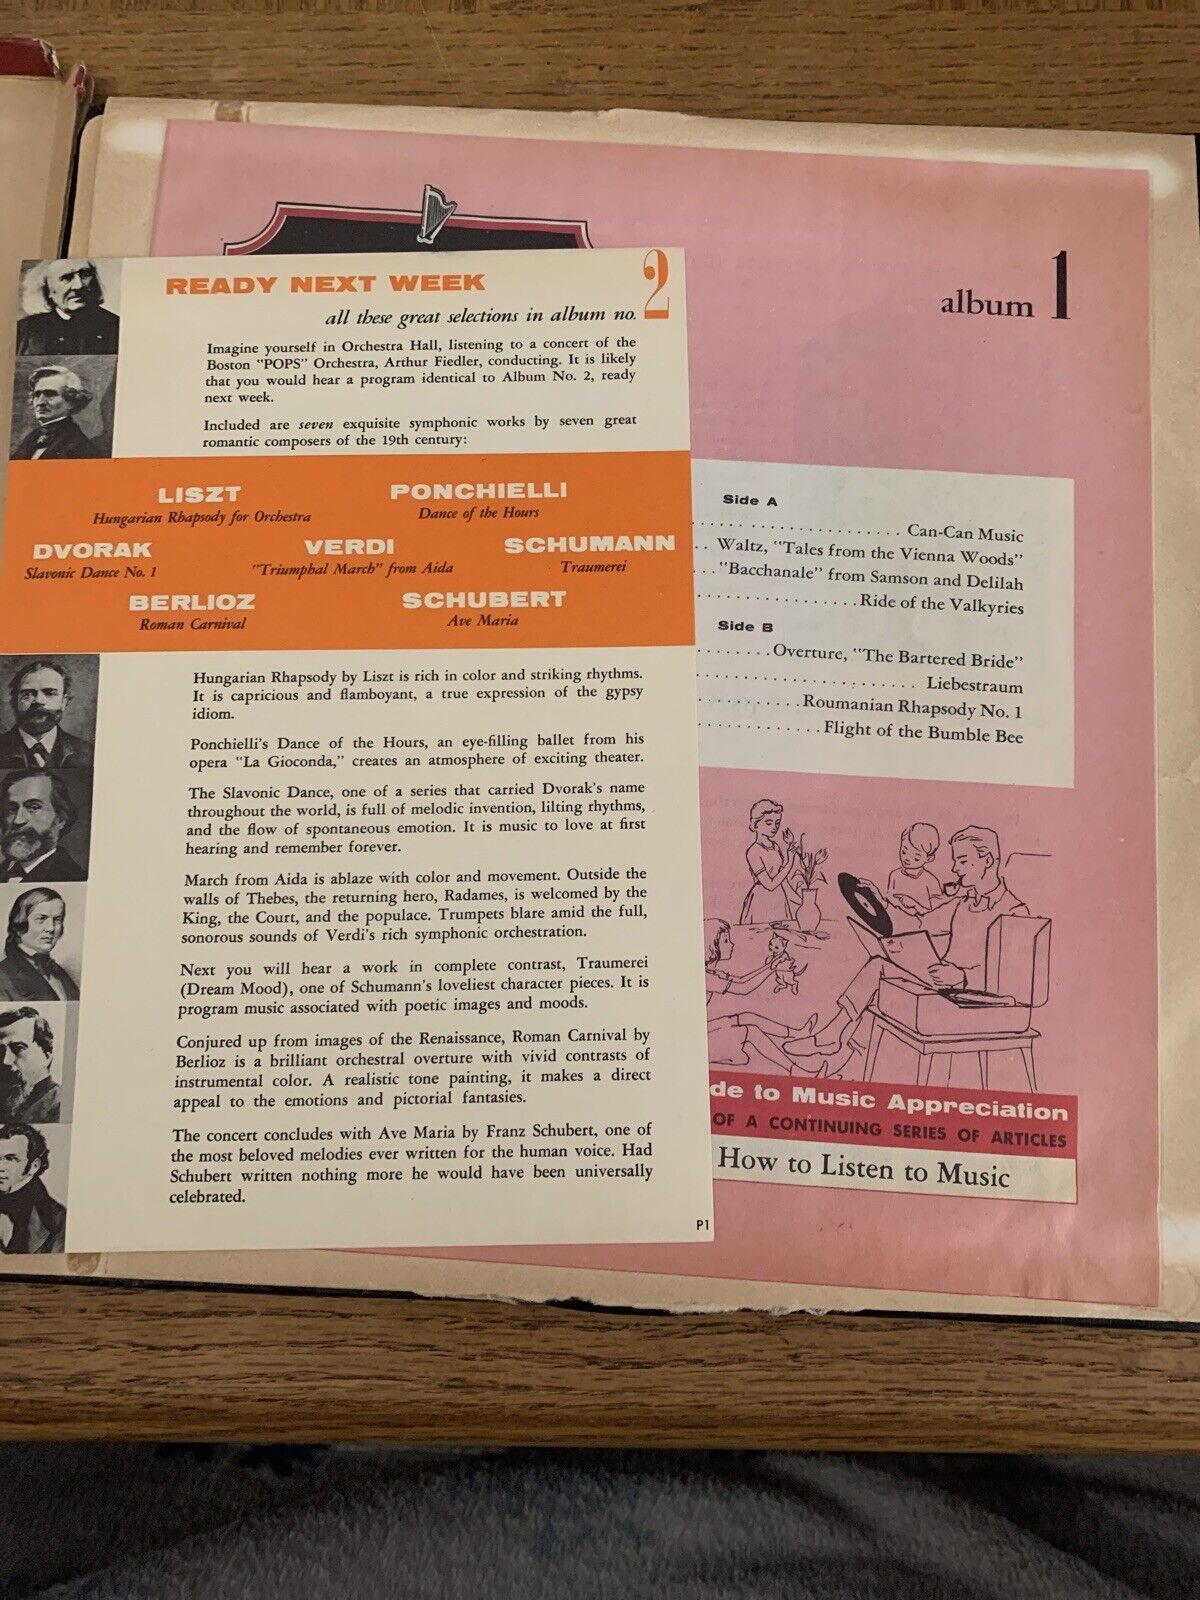 READY NEXT WEEK
all these great selections in album no. 2
Imagine yourself in Orchestra Hall, listening to a concert of the
Boston "POPS" Orchestra, Arthur Fiedler, conducting. It is likely
that you would hear a program identical to Album No. 2, ready
next week.
Included are seven exquisite symphonic works by seven great
romantic composers of the 19th century:
LISZT
Hungarian Rhapsody for Orchestra
PONCHIELLI
Dance of the Hours
DVORAK
Slavonic Dance No. 1
VERDI
"Triumphal March" from Aida
SCHUMANN
Traumerei
BERLIOZ
Roman Carnival
SCHUBERT
Ave Maria
Hungarian Rhapsody by Liszt is rich in color and striking rhythms.
It is capricious and flamboyant, a true expression of the gypsy
idiom.
Ponchielli's Dance of the Hours, an eye-filling ballet from his
opera "La Gioconda," creates an atmosphere of exciting theater.
The Slavonic Dance, one of a series that carried Dvorak's name
throughout the world, is full of melodic invention, lilting rhythms,
and the flow of spontaneous emotion. It is music to love at first
hearing and remember forever.
March from Aida is ablaze with color and movement. Outside the
walls of Thebes, the returning hero, Radames, is welcomed by the
King, the Court, and the populace. Trumpets blare amid the full,
sonorous sounds of Verdi's rich symphonic orchestration.
Next you will hear a work in complete contrast, Traumerei
(Dream Mood), one of Schumann's loveliest character pieces. It is
program music associated with poetic images and moods.
Conjured up from images of the Renaissance, Roman Carnival by
Berlioz is a brilliant orchestral overture with vivid contrasts of
instrumental color. A realistic tone painting, it makes a direct
appeal to the emotions and pictorial fantasies.
The concert concludes with Ave Maria by Franz Schubert, one of
the most beloved melodies ever written for the human voice. Had
Schubert written nothing more he would have been universally
celebrated.
P1
album 1
Side A
Can-Can Music
Waltz, "Tales from the Vienna Woods"
"Bacchanale" from Samson and Delilah
Ride of the Valkyries
Side B
Overture, "The Bartered Bride"
Liebestraum
Roumanian Rhapsody No. 1
Flight of the Bumble Bee
de to Music Appreciation
OF A CONTINUING SERIES OF ARTICLES
How to Listen to Music